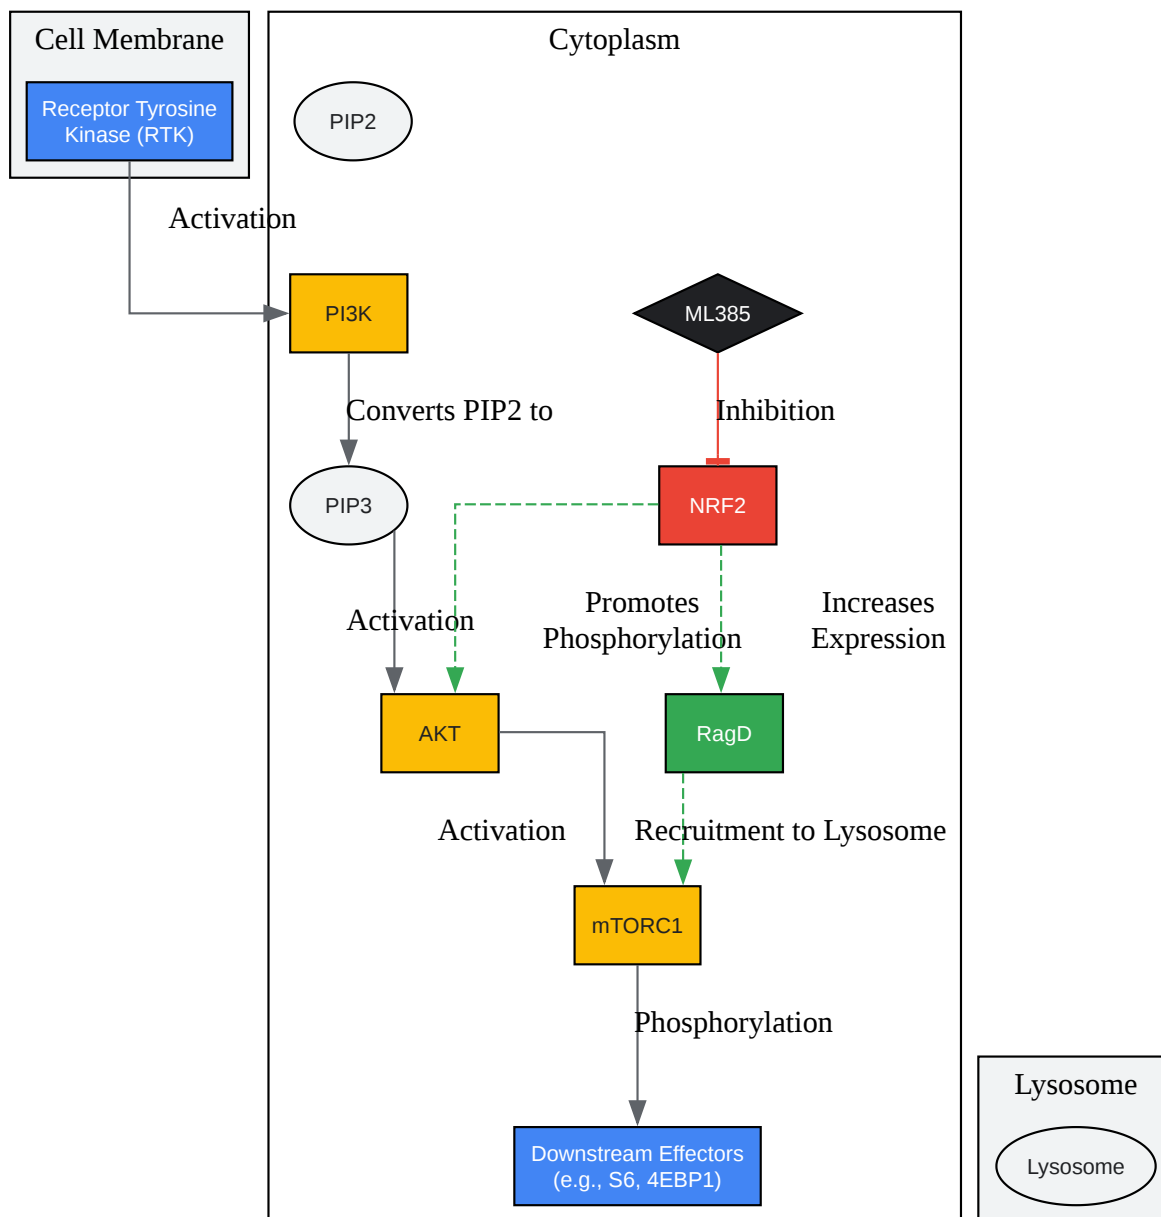 Cell Membrane
Receptor Tyrosine
Kinase (RTK)
Cytoplasm
PIP2
Activation
PI3K
ML385
Converts PIP2 to
Inhibition
PIP3
NRF2
Activation
Promotes
Phosphorylation
Increases
Expression
AKT
RagD
Activation
Recruitment to Lysosome
mTORC1
Phosphorylation
Downstream Effectors
(e.g., S6, 4EBP1)
Lysosome
Lysosome